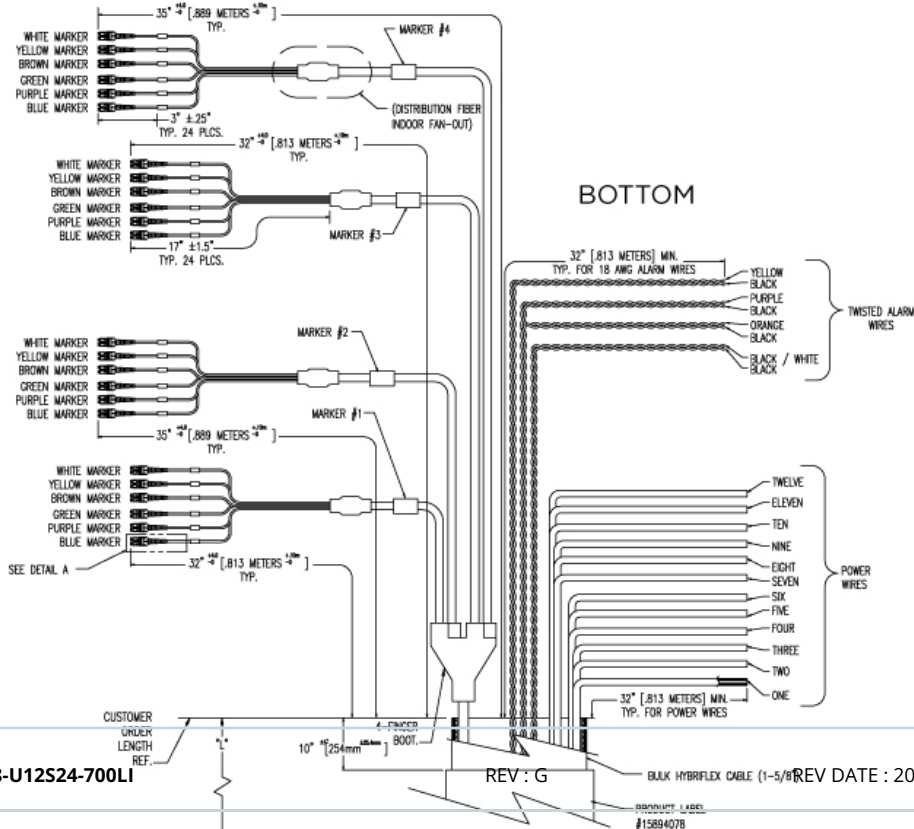 35" [.889 METERS ]
TYP.
MARKER #4
WHITE MARKER
YELLOW MARKER
BROWN MARKER
GREEN MARKER
PURPLE MARKER
BLUE MARKER
(DISTRIBUTION FIBER
INDOOR FAN-OUT)
3" ±.25"
TYP. 24 PLCS.
32" [.813 METERS ]
TYP.
WHITE MARKER
YELLOW MARKER
BROWN MARKER
GREEN MARKER
PURPLE MARKER
BLUE MARKER
MARKER #3
17" ±1.5"
TYP. 24 PLCS.
BOTTOM
32" [.813 METERS] MIN.
TYP. FOR 18 AWG ALARM WIRES
YELLOW
BLACK
PURPLE
BLACK
ORANGE
BLACK
BLACK / WHITE
BLACK
TWISTED ALARM
WIRES
MARKER #2
WHITE MARKER
YELLOW MARKER
BROWN MARKER
GREEN MARKER
PURPLE MARKER
BLUE MARKER
35" [.889 METERS ]
TYP.
MARKER #1
WHITE MARKER
YELLOW MARKER
BROWN MARKER
GREEN MARKER
PURPLE MARKER
BLUE MARKER
SEE DETAIL A
32" [.813 METERS ]
TYP.
TWELVE
ELEVEN
TEN
NINE
EIGHT
SEVEN
SIX
FIVE
FOUR
THREE
TWO
ONE
POWER
WIRES
32" [.813 METERS] MIN.
TYP. FOR POWER WIRES
CUSTOMER
ORDER
LENGTH
REF.
"L"
10" [254mm ]
FINGER
BOOT.
BULK HYBRIFLEX CABLE (1-5/8")
PRODUCT LABEL
#15894078
-U12S24-700LI
REV : G
REV DATE : 20